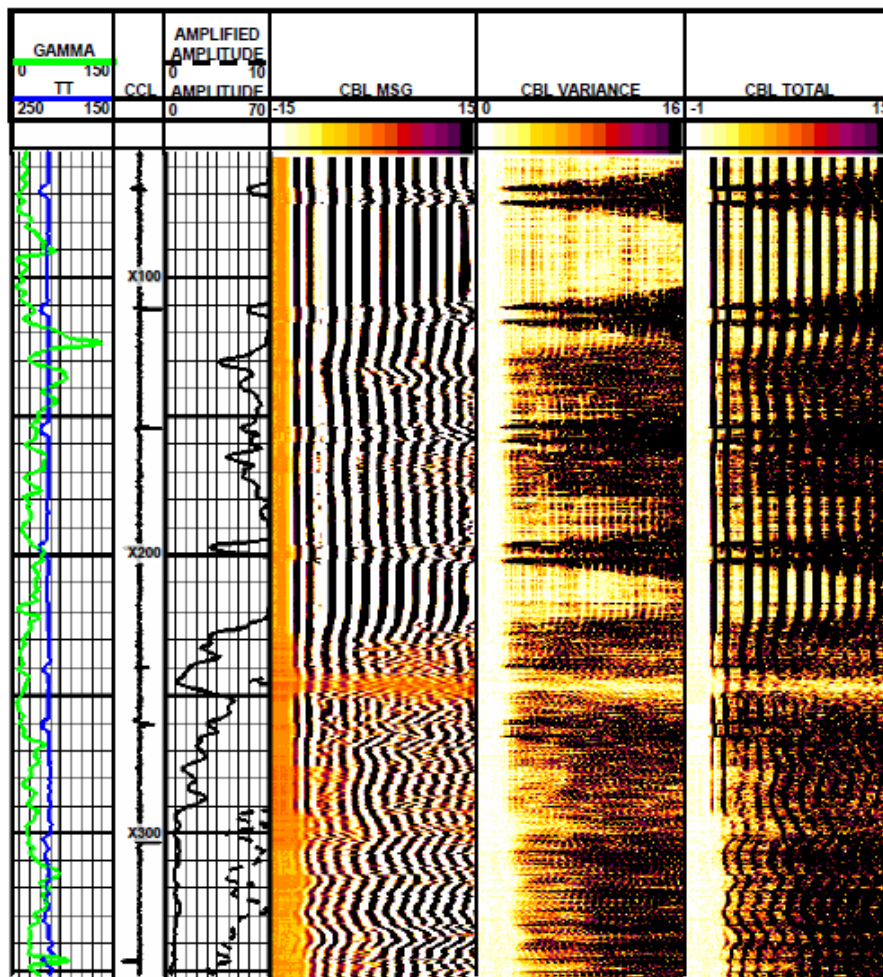 AMPLIFIED
GAMMA AMPLITUDE
0 150 0 10
TT CCL AMPLITUDE CBL MSG CBL VARIANCE CBL TOTAL
250 150 0 70 -15 15 0 16 -1
X100
X200
X300